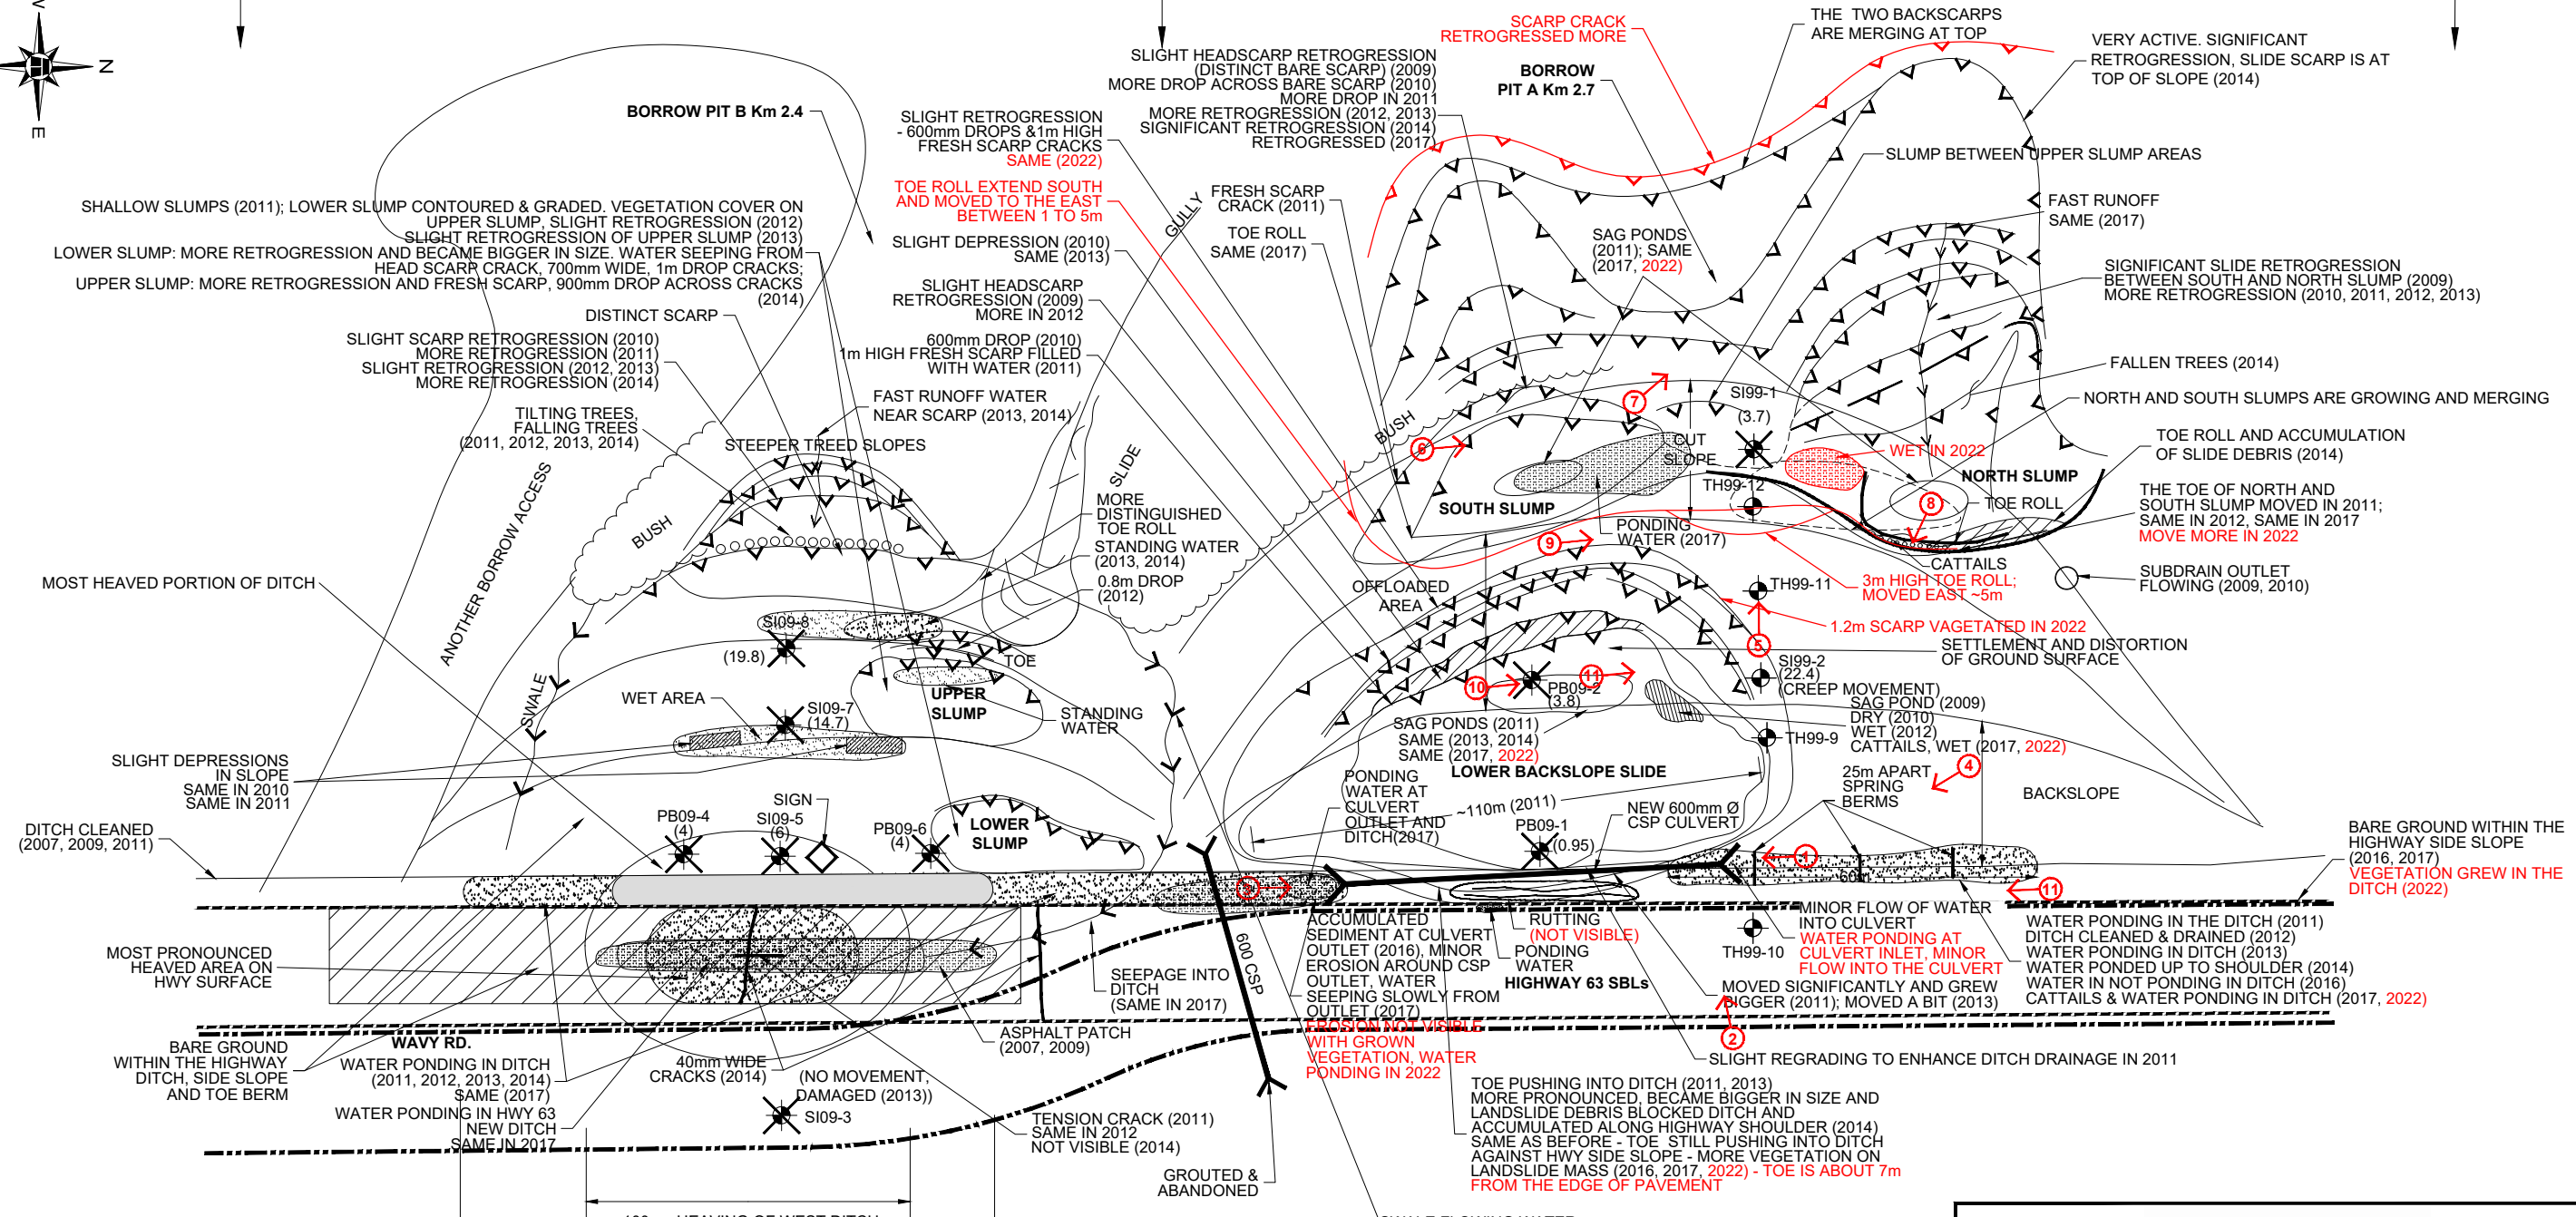 W
N
E
BORROW PIT B Km 2.4
SHALLOW SLUMPS (2011); LOWER SLUMP CONTOURED & GRADED. VEGETATION COVER ON
UPPER SLUMP, SLIGHT RETROGRESSION (2012)
SLIGHT RETROGRESSION OF UPPER SLUMP (2013)
LOWER SLUMP: MORE RETROGRESSION AND BECAME BIGGER IN SIZE. WATER SEEPING FROM
HEAD SCARP CRACK, 700mm WIDE, 1m DROP CRACKS;
UPPER SLUMP: MORE RETROGRESSION AND FRESH SCARP, 900mm DROP ACROSS CRACKS
(2014)
DISTINCT SCARP
SLIGHT SCARP RETROGRESSION (2010)
MORE RETROGRESSION (2011)
SLIGHT RETROGRESSION (2012, 2013)
MORE RETROGRESSION (2014)
TILTING TREES,
FALLING TREES
(2011, 2012, 2013, 2014)
FAST RUNOFF WATER
NEAR SCARP (2013, 2014)
STEEPER TREED SLOPES
ANOTHER BORROW ACCESS
BUSH
SWALE
MOST HEAVED PORTION OF DITCH
SLIGHT RETROGRESSION
- 600mm DROPS &1m HIGH
FRESH SCARP CRACKS
SAME (2022)
TOE ROLL EXTEND SOUTH
AND MOVED TO THE EAST
BETWEEN 1 TO 5m
SLIGHT DEPRESSION (2010)
SAME (2013)
SLIGHT HEADSCARP
RETROGRESSION (2009)
MORE IN 2012
600mm DROP (2010)
1m HIGH FRESH SCARP FILLED
WITH WATER (2011)
GULLY
SLIDE
SLIGHT HEADSCARP RETROGRESSION
(DISTINCT BARE SCARP) (2009)
MORE DROP ACROSS BARE SCARP (2010)
MORE DROP IN 2011
MORE RETROGRESSION (2012, 2013)
SIGNIFICANT RETROGRESSION (2014)
RETROGRESSED (2017)
FRESH SCARP
CRACK (2011)
TOE ROLL
SAME (2017)
SCARP CRACK
RETROGRESSED MORE
BORROW
PIT A Km 2.7
THE TWO BACKSCARPS
ARE MERGING AT TOP
VERY ACTIVE. SIGNIFICANT
RETROGRESSION, SLIDE SCARP IS AT
TOP OF SLOPE (2014)
SLUMP BETWEEN UPPER SLUMP AREAS
FAST RUNOFF
SAME (2017)
SAG PONDS
(2011); SAME
(2017, 2022)
SIGNIFICANT SLIDE RETROGRESSION
BETWEEN SOUTH AND NORTH SLUMP (2009)
MORE RETROGRESSION (2010, 2011, 2012, 2013)
FALLEN TREES (2014)
NORTH AND SOUTH SLUMPS ARE GROWING AND MERGING
TOE ROLL AND ACCUMULATION
OF SLIDE DEBRIS (2014)
THE TOE OF NORTH AND
SOUTH SLUMP MOVED IN 2011;
SAME IN 2012, SAME IN 2017
MOVE MORE IN 2022
SUBDRAIN OUTLET
FLOWING (2009, 2010)
BUSH
6
7
SI99-1
(3.7)
CUT
SLOPE
WET IN 2022
NORTH SLUMP
TH99-12
8
TOE ROLL
SOUTH SLUMP
PONDING
WATER (2017)
9
CATTAILS
OFFLOADED
AREA
TH99-11
3m HIGH TOE ROLL;
MOVED EAST ~5m
1.2m SCARP VAGETATED IN 2022
5
SETTLEMENT AND DISTORTION
OF GROUND SURFACE
SI99-2
(22.4)
(CREEP MOVEMENT)
10
11
PB09-2
(3.8)
SAG POND (2009)
DRY (2010)
WET (2012)
CATTAILS, WET (2017, 2022)
TH99-9
SAG PONDS (2011)
SAME (2013, 2014)
SAME (2017, 2022)
LOWER BACKSLOPE SLIDE
4
25m APART
SPRING
BERMS
BACKSLOPE
MORE
DISTINGUISTED
TOE ROLL
STANDING WATER
(2013, 2014)
0.8m DROP
(2012)
SI09-8
(19.8)
TOE
UPPER
SLUMP
STANDING
WATER
WET AREA
SI09-7
(14.7)
SLIGHT DEPRESSIONS
IN SLOPE
SAME IN 2010
SAME IN 2011
DITCH CLEANED
(2007, 2009, 2011)
PB09-4
(4)
SI09-5
(6)
SIGN
PB09-6
(4)
LOWER
SLUMP
PONDING
WATER AT
CULVERT
OUTLET AND
DITCH(2017)
~110m (2011)
NEW 600mm Ø
CSP CULVERT
PB09-1
(0.95)
1
3
11
BARE GROUND WITHIN THE
HIGHWAY SIDE SLOPE
(2016, 2017)
VEGETATION GREW IN THE
DITCH (2022)
MOST PRONOUNCED
HEAVED AREA ON
HWY SURFACE
SEEPAGE INTO
DITCH
(SAME IN 2017)
600 CSP
ACCUMULATED
SEDIMENT AT CULVERT
OUTLET (2016), MINOR
EROSION AROUND CSP
OUTLET, WATER
SEEPING SLOWLY FROM
OUTLET (2017)
EROSION NOT VISIBLE
WITH GROWN
VEGETATION, WATER
PONDING IN 2022
RUTTING
(NOT VISIBLE)
PONDING
WATER
HIGHWAY 63 SBLs
TH99-10
MINOR FLOW OF WATER
INTO CULVERT
WATER PONDING AT
CULVERT INLET, MINOR
FLOW INTO THE CULVERT
WATER PONDING IN THE DITCH (2011)
DITCH CLEANED & DRAINED (2012)
WATER PONDING IN DITCH (2013)
WATER PONDED UP TO SHOULDER (2014)
WATER IN NOT PONDING IN DITCH (2016)
CATTAILS & WATER PONDING IN DITCH (2017, 2022)
MOVED SIGNIFICANTLY AND GREW
BIGGER (2011); MOVED A BIT (2013)
2
SLIGHT REGRADING TO ENHANCE DITCH DRAINAGE IN 2011
BARE GROUND
WITHIN THE HIGHWAY
DITCH, SIDE SLOPE
AND TOE BERM
WAVY RD.
WATER PONDING IN DITCH
(2011, 2012, 2013, 2014)
SAME (2017)
WATER PONDING IN HWY 63
NEW DITCH
SAME IN 2017
40mm WIDE
CRACKS (2014)
ASPHALT PATCH
(2007, 2009)
(NO MOVEMENT,
DAMAGED (2013))
SI09-3
TENSION CRACK (2011)
SAME IN 2012
NOT VISIBLE (2014)
GROUTED &
ABANDONED
TOE PUSHING INTO DITCH (2011, 2013)
MORE PRONOUNCED, BECAME BIGGER IN SIZE AND
LANDSLIDE DEBRIS BLOCKED DITCH AND
ACCUMULATED ALONG HIGHWAY SHOULDER (2014)
SAME AS BEFORE - TOE STILL PUSHING INTO DITCH
AGAINST HWY SIDE SLOPE - MORE VEGETATION ON
LANDSLIDE MASS (2016, 2017, 2022) - TOE IS ABOUT 7m
FROM THE EDGE OF PAVEMENT